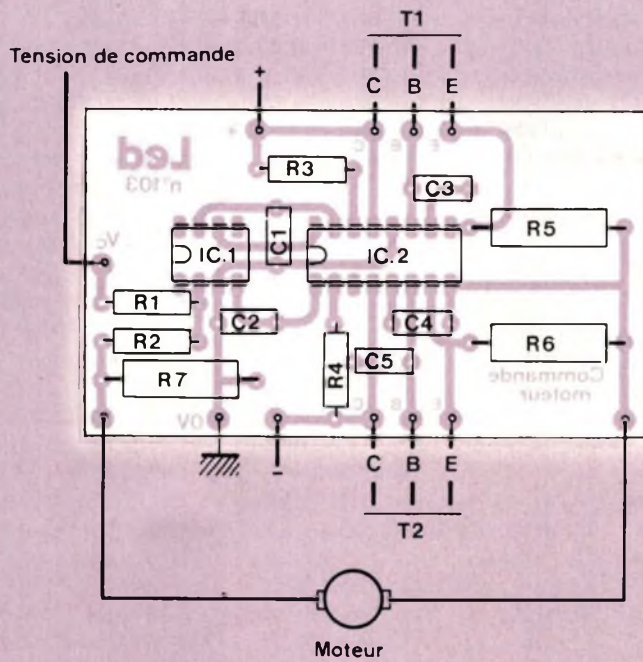 T1
Tension de commande
+
C B E
Led
n°103
+
C B E
R3
C3
VC
IC.1
C1
IC.2
R5
R1
C2
C4
R2
R6
R7
R4
C5
Commande
moteur
0V
C B E
-
C B E
T2
Moteur